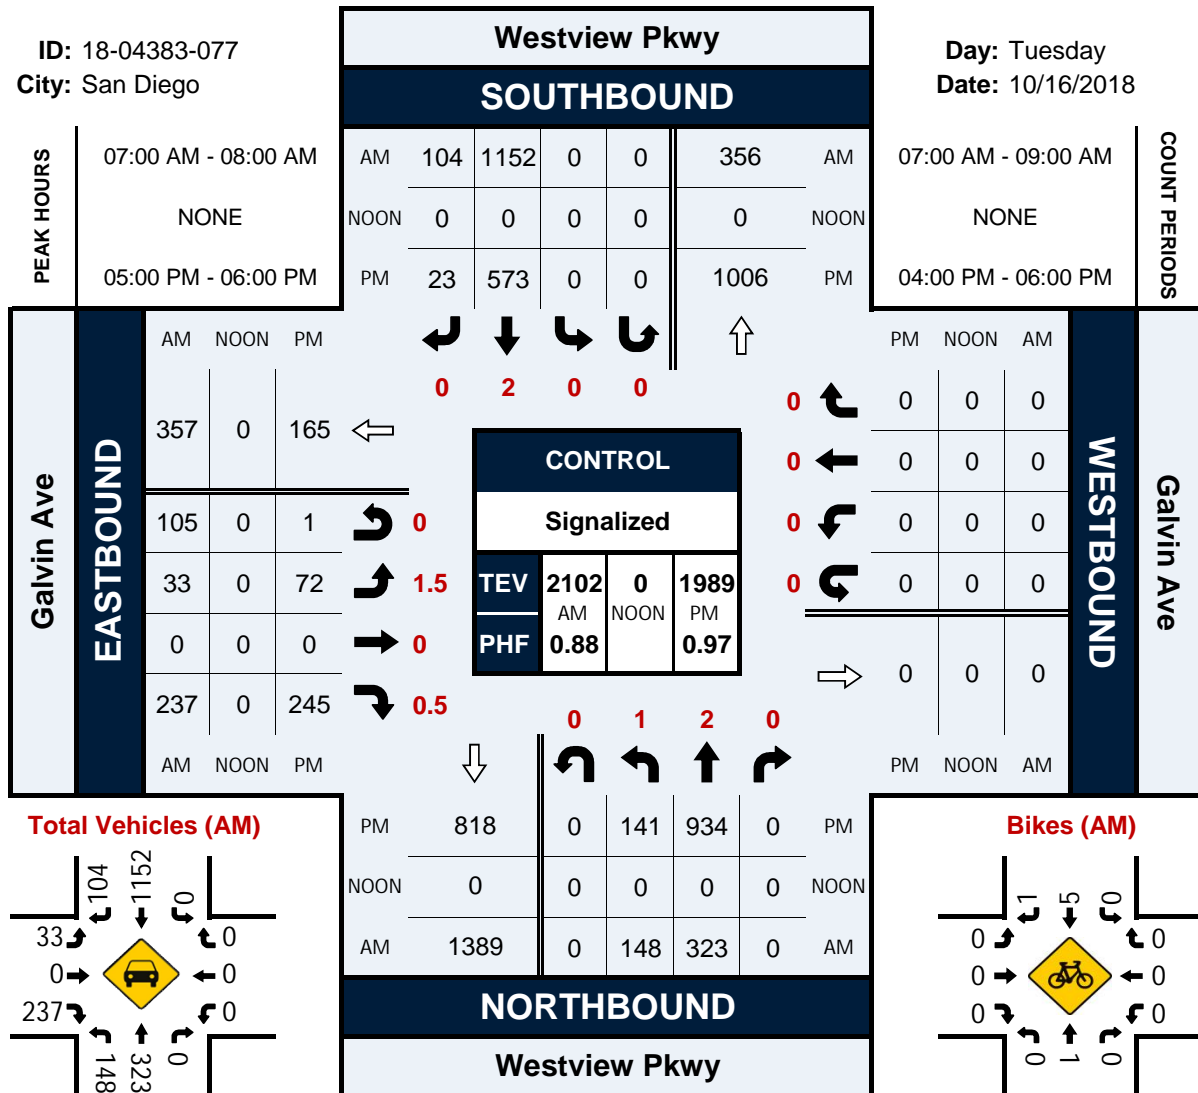 Westview Pkwy
ID: 18-04383-077
Day: Tuesday
City: San Diego
Date: 10/16/2018
SOUTHBOUND
PEAK HOURS
07:00 AM - 08:00 AM
AM 104 1152 0 0 356 AM
07:00 AM - 09:00 AM
COUNT PERIODS
NONE
NOON 0 0 0 0 0 NOON
NONE
05:00 PM - 06:00 PM
PM 23 573 0 0 1006 PM
04:00 PM - 06:00 PM
AM NOON PM
PM NOON AM
0 2 0 0
0 0 0 0
357 0 165
Galvin Ave
EASTBOUND
CONTROL
0 0 0 0
WESTBOUND
Galvin Ave
105 0 1 0
Signalized
0 0 0 0
33 0 72 1.5
TEV 2102 0 1989
AM NOON PM
0 0 0 0
0 0 0 0
PHF 0.88 0.97
0 0 0
237 0 245 0.5
0 1 2 0
AM NOON PM
PM NOON AM
Total Vehicles (AM)
PM 818 0 141 934 0 PM
Bikes (AM)
NOON 0 0 0 0 0 NOON
AM 1389 0 148 323 0 AM
104 1152 0
33 0
0 0
237 0
148 323 0
1 5 0
0 0
0 0
0 0
0 1 0
NORTHBOUND
Westview Pkwy